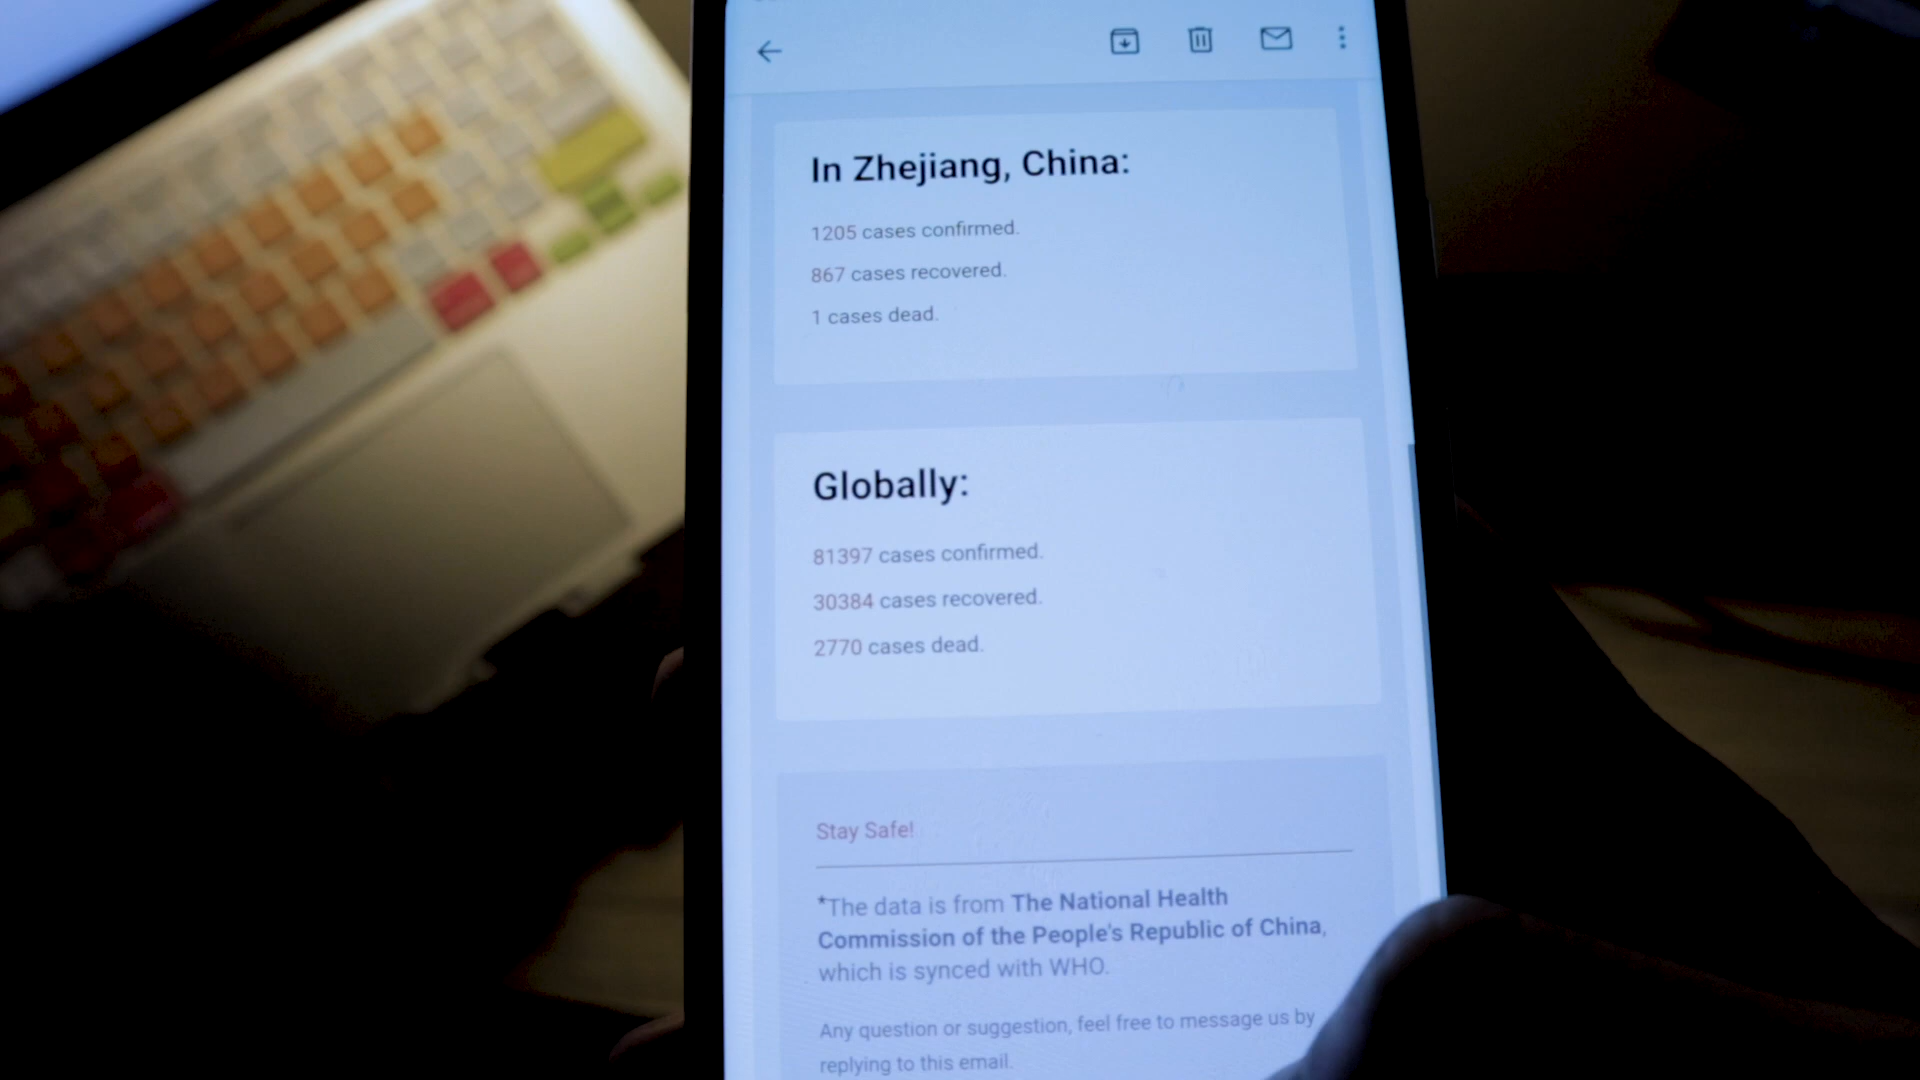 In Zhejiang, China:
1205 cases confirmed.
867 cases recovered.
1 cases dead.
Globally:
81397 cases confirmed.
30384 cases recovered.
2770 cases dead.
Stay Safe!
*The data is from The National Health
Commission of the People's Republic of China,
which is synced with WHO.
Any question or suggestion, feel free to message us by
replying to this email.